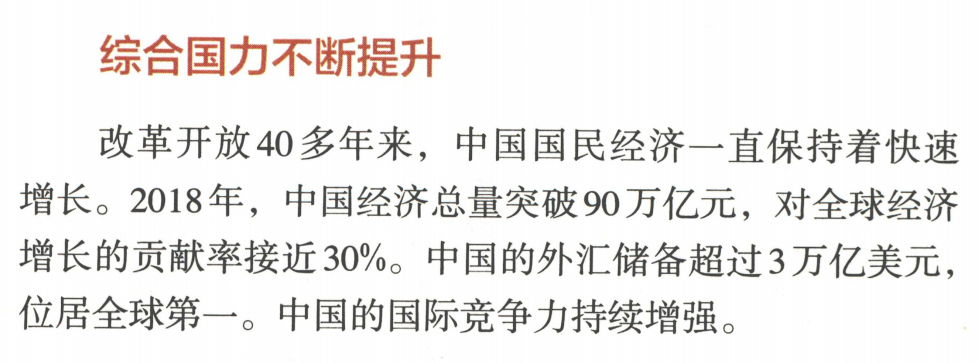 综合国力不断提升
改革开放40多年来，中国国民经济一直保持着快速
增长。2018年，中国经济总量突破90万亿元，对全球经济
增长的贡献率接近30%。中国的外汇储备超过3万亿美元，
位居全球第一。中国的国际竞争力持续增强。